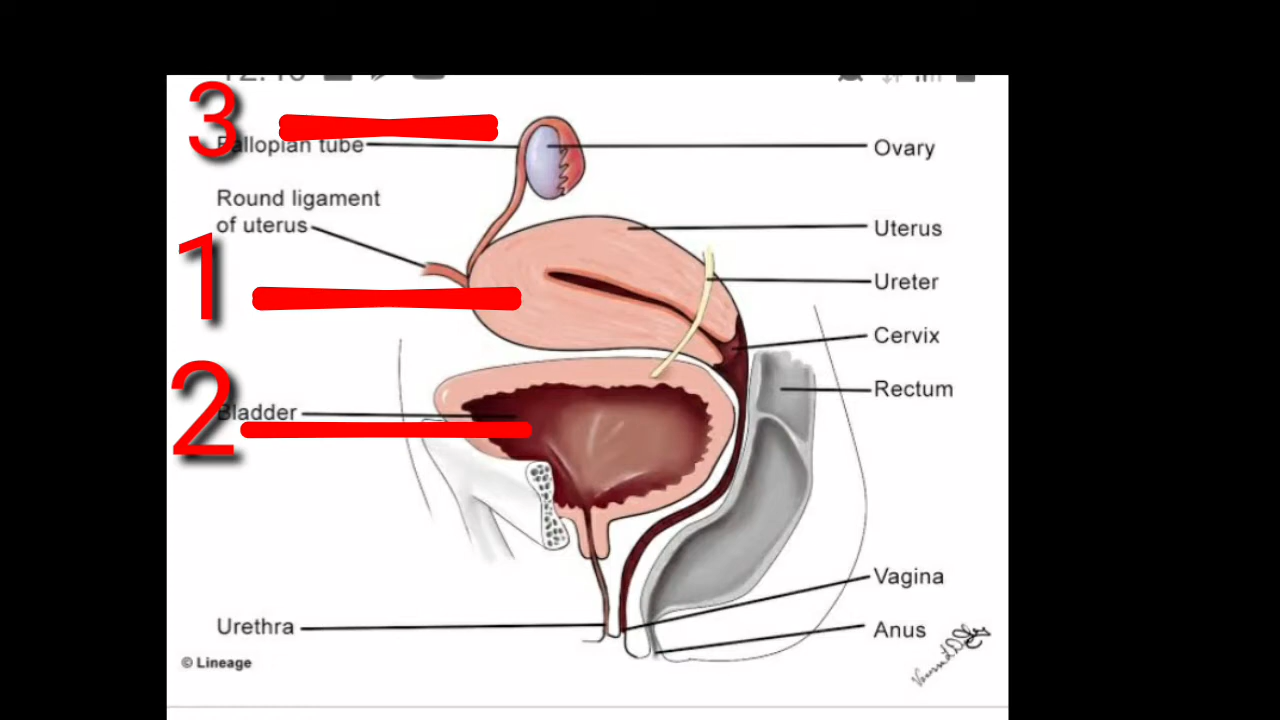 3
Fallopian tube
Ovary
Round ligament
of uterus
Uterus
1
Ureter
Cervix
2
Bladder
Rectum
Vagina
Urethra
Anus
© Lineage